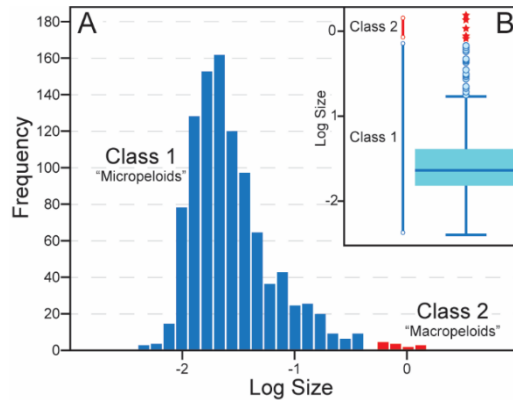 A
180
160
140
120
100
80
60
40
20
0
Frequency
Class 1
"Micropeloids"
Class 2
"Macropeloids"
-2
-1
0
Log Size
B
0
1
-2
Log Size
Class 2
Class 1